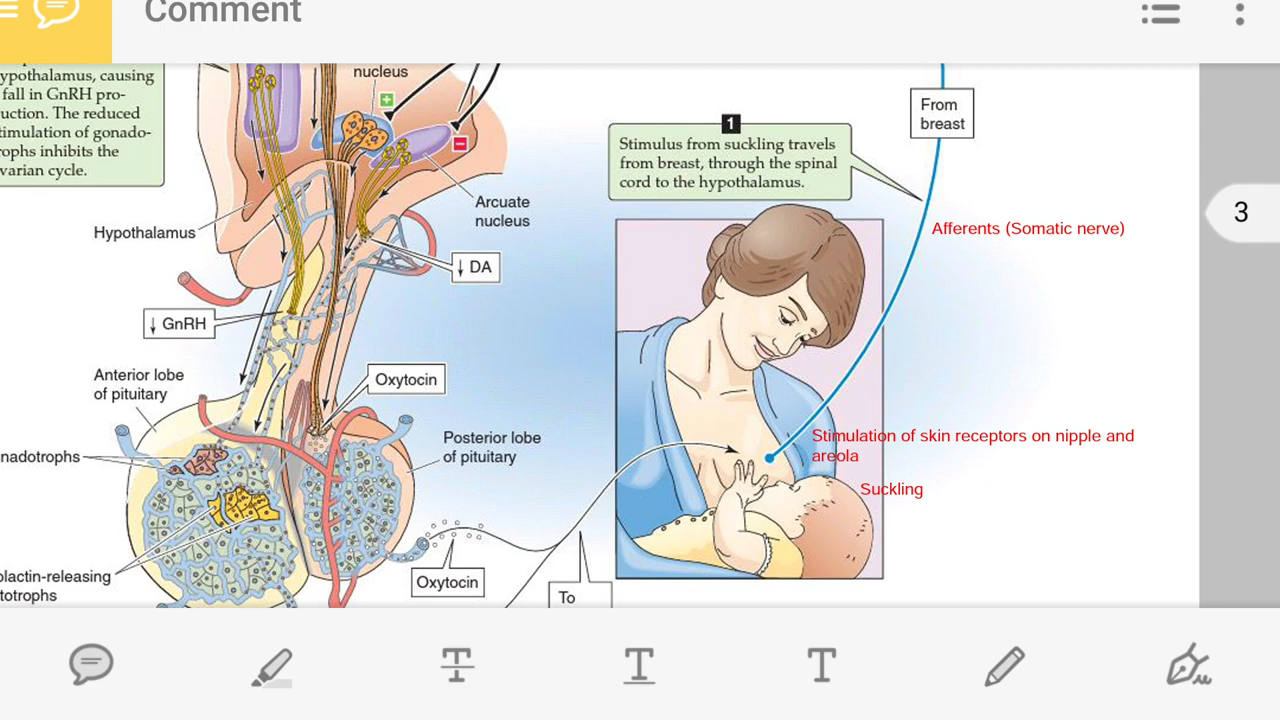 Comment
ypothalamus, causing
fall in GnRH pro-
uction. The reduced
timulation of gonado-
rophs inhibits the
varian cycle.
nucleus
+
−
Arcuate
nucleus
Hypothalamus
↓ DA
↓ GnRH
Anterior lobe
of pituitary
Oxytocin
Posterior lobe
of pituitary
nadotrophs
olactin-releasing
totrophs
Oxytocin
To
1
Stimulus from suckling travels
from breast, through the spinal
cord to the hypothalamus.
From
breast
Afferents (Somatic nerve)
Stimulation of skin receptors on nipple and
areola
Suckling
3
T
T
T